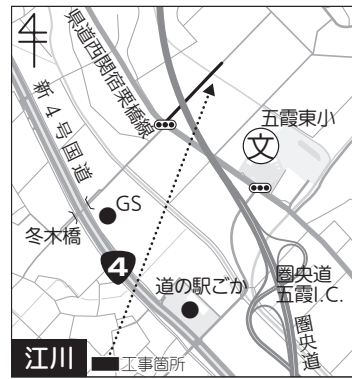 県道西関宿栗橋線
新4号国道
五霞東小
文
GS
冬木橋
4
道の駅ごか
圏央道
五霞I.C.
圏央道
江川
工事箇所